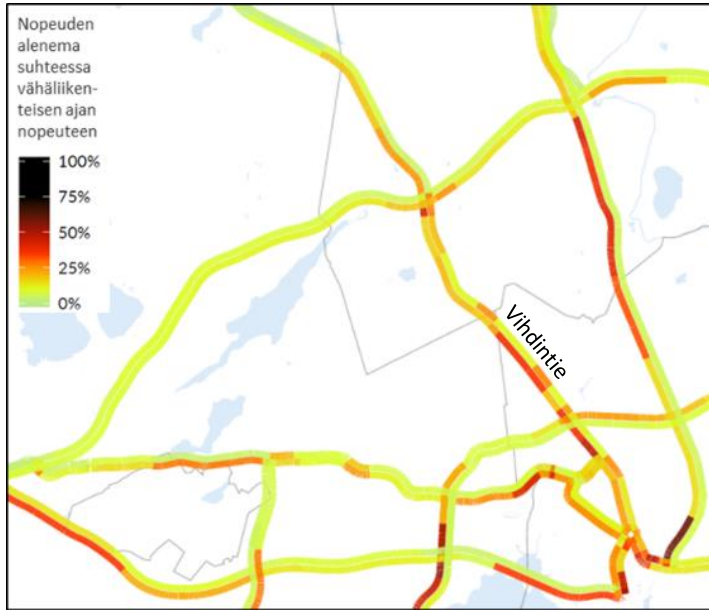 Nopeuden
alenema
suhteessa
vähäliiken-
teisen ajan
nopeuteen
100%
75%
50%
25%
0%
Vihdintie